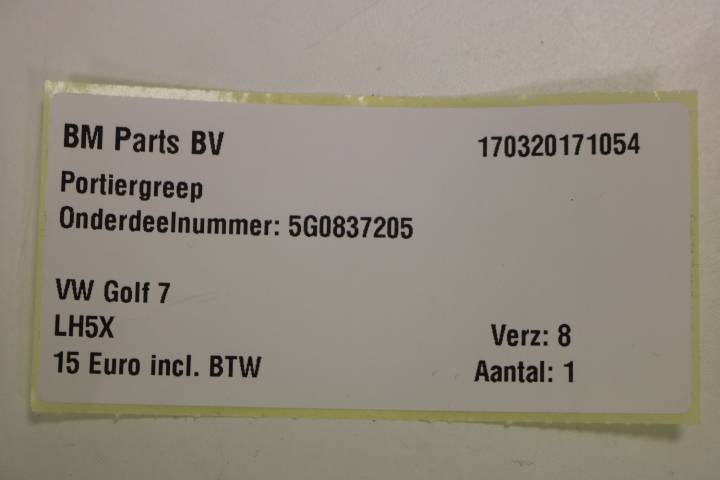 BM Parts BV 170320171054
Portiergreep
Onderdeelnummer: 5G0837205
VW Golf 7
LH5X Verz: 8
15 Euro incl. BTW Aantal: 1